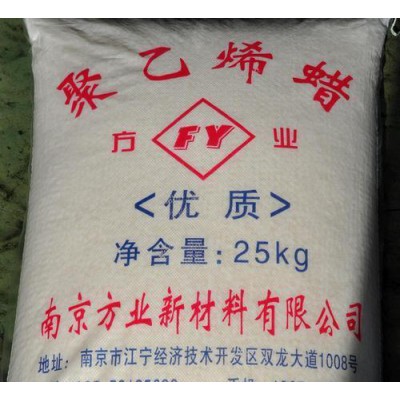 聚乙烯蜡
方 FY 业
<优质>
净含量:25kg
南京方业新材料有限公司
地址:南京市江宁经济技术开发区双龙大道1008号